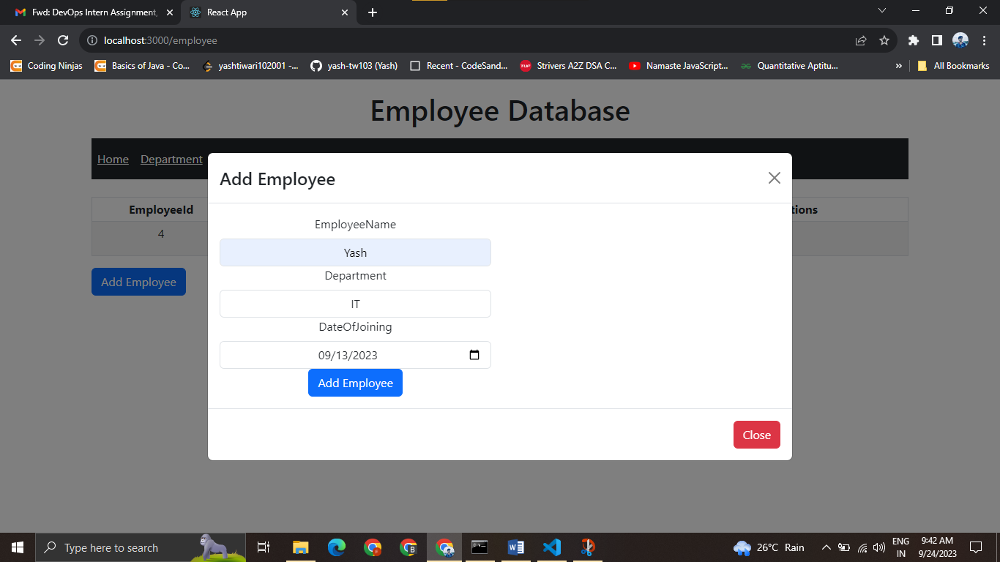 Fwd: DevOps Intern Assignment,
React App
localhost:3000/employee
Coding Ninjas
Basics of Java - Co...
yashtiwari102001 -...
yash-tw103 (Yash)
Recent - CodeSand...
TUF
Strivers A2Z DSA C...
Namaste JavaScript...
Quantitative Aptitu...
»
All Bookmarks
Employee Database
Home Department
Add Employee
EmployeeId
tions
4
Add Employee
EmployeeName
Yash
Department
IT
DateOfJoining
09/13/2023
Add Employee
Close
Type here to search
26°C Rain
ENG
IN
9:42 AM
9/24/2023